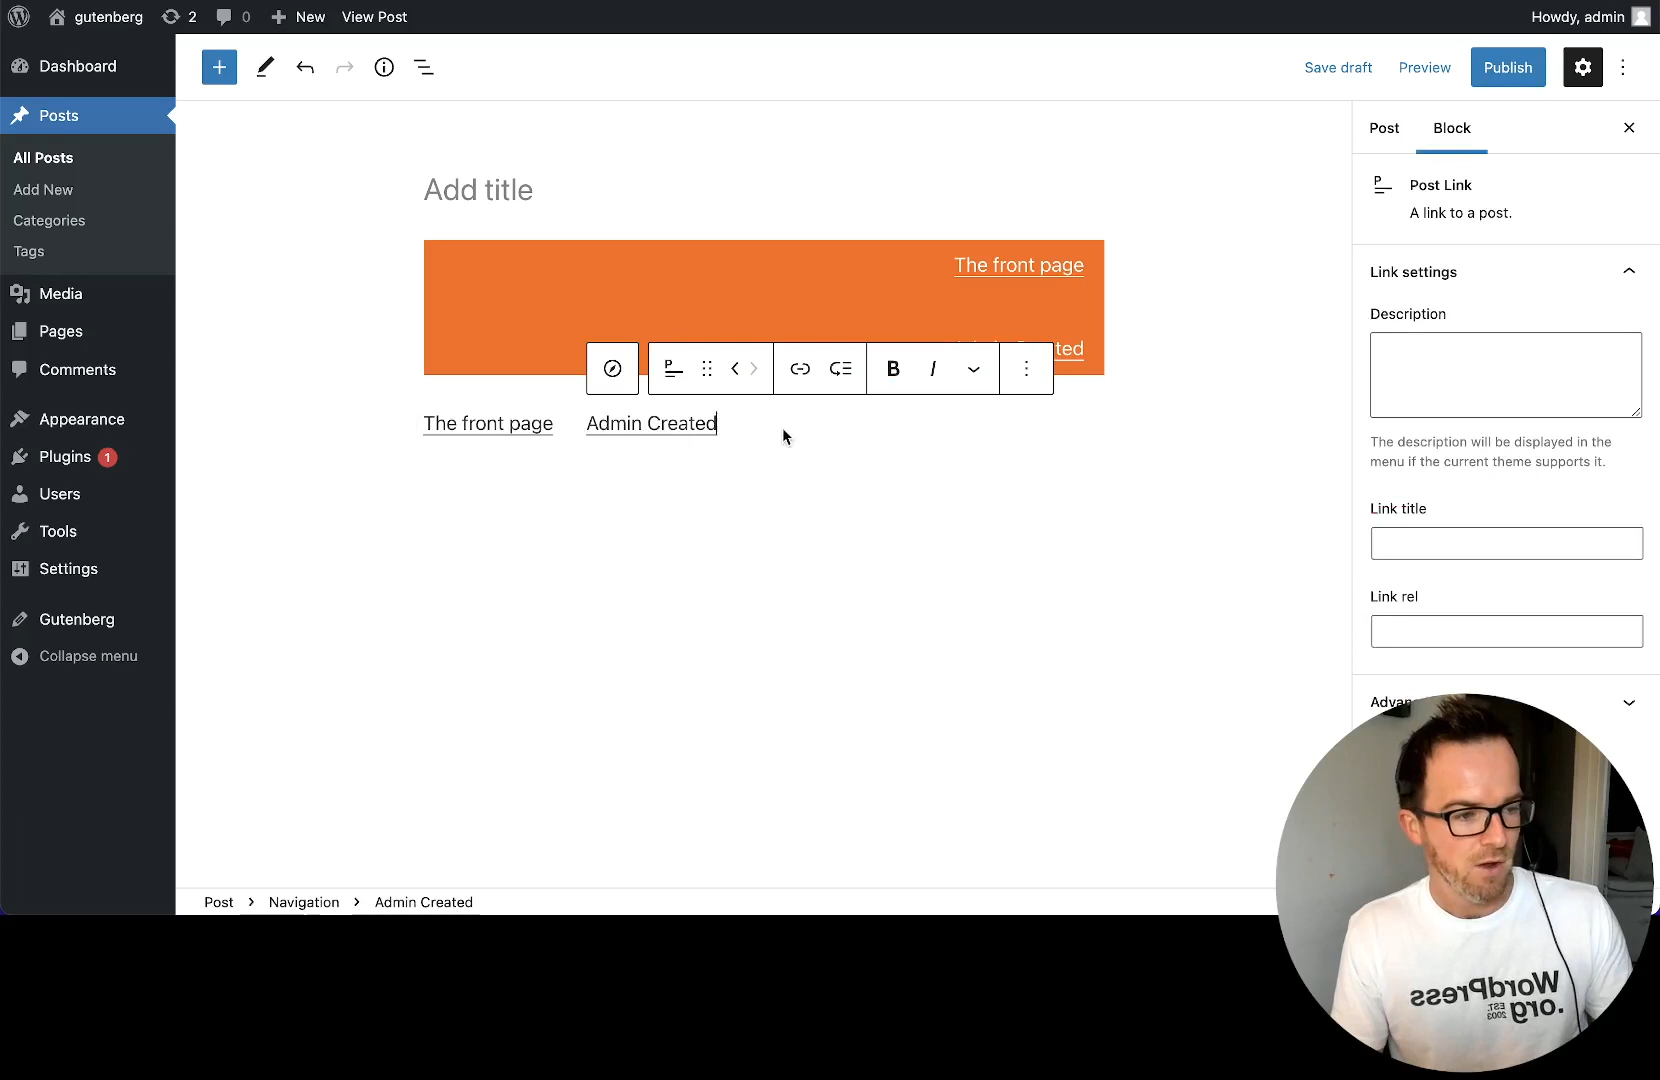 gutenberg 2 0 New View Post Howdy, admin
Dashboard
Posts
All Posts
Add New
Categories
Tags
Media
Pages
Comments
Appearance
Plugins 1
Users
Tools
Settings
Gutenberg
Collapse menu
Save draft Preview Publish
Add title
The front page
ted
P B I
The front page Admin Created
Post Block
P Post Link
A link to a post.
Link settings
Description
The description will be displayed in the
menu if the current theme supports it.
Link title
Link rel
Advan
WordPress
EST.
2003
.org
Post > Navigation > Admin Created